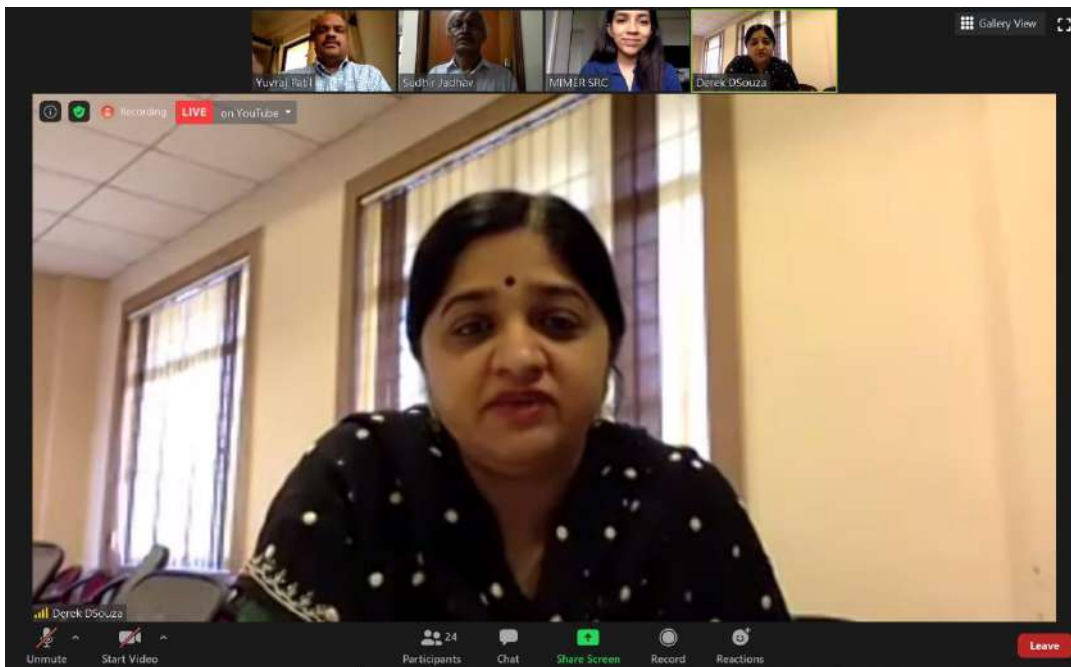 Gallery View
Yuvraj Patil
Sudhir Jadhav
MIMER SRC
Derek DSouza
Recording LIVE on YouTube
Derek DSouza
24
Unmute Start Video Participants Chat Share Screen Record Reactions Leave